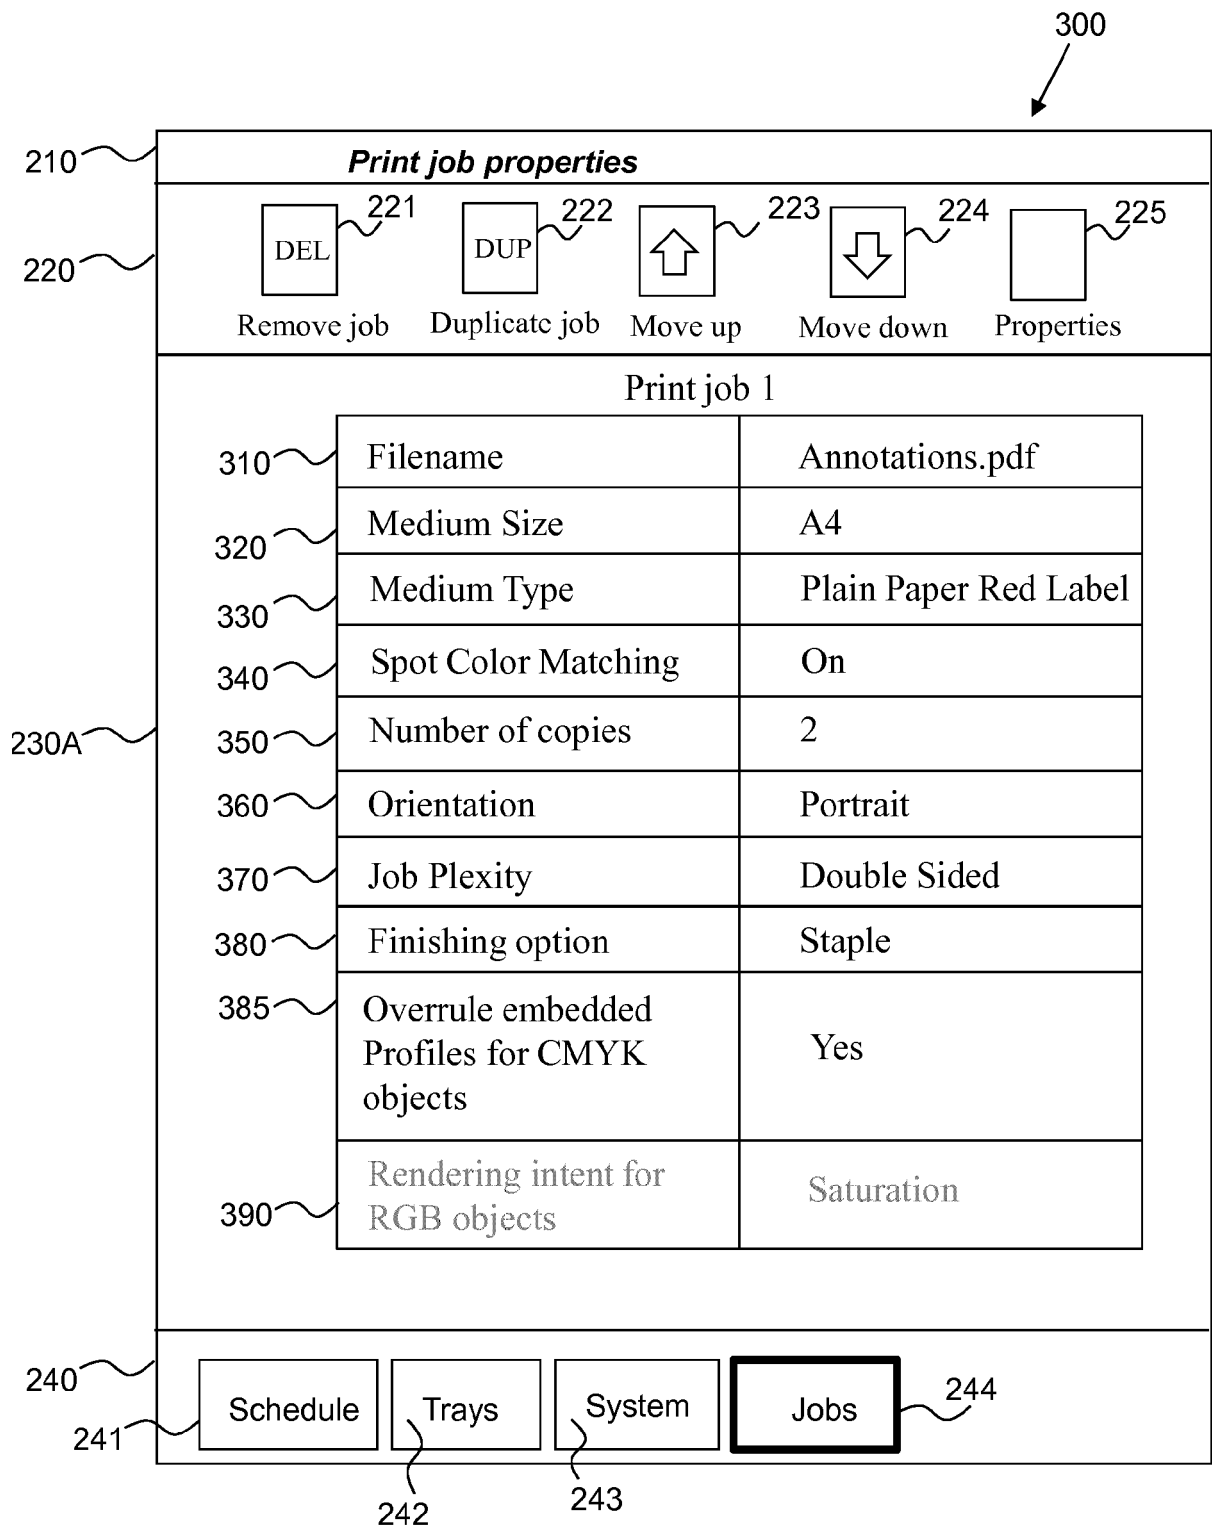 300
210 Print job properties
221 222 223 224 225
DEL DUP
220
Remove job Duplicate job Move up Move down Properties
Print job 1
310 Filename Annotations.pdf
320 Medium Size A4
330 Medium Type Plain Paper Red Label
340 Spot Color Matching On
230A
350 Number of copies 2
360 Orientation Portrait
370 Job Plexity Double Sided
380 Finishing option Staple
385 Overrule embedded
Profiles for CMYK Yes
objects
Rendering intent for Saturation
390 RGB objects
240
241 Schedule Trays System Jobs 244
242 243